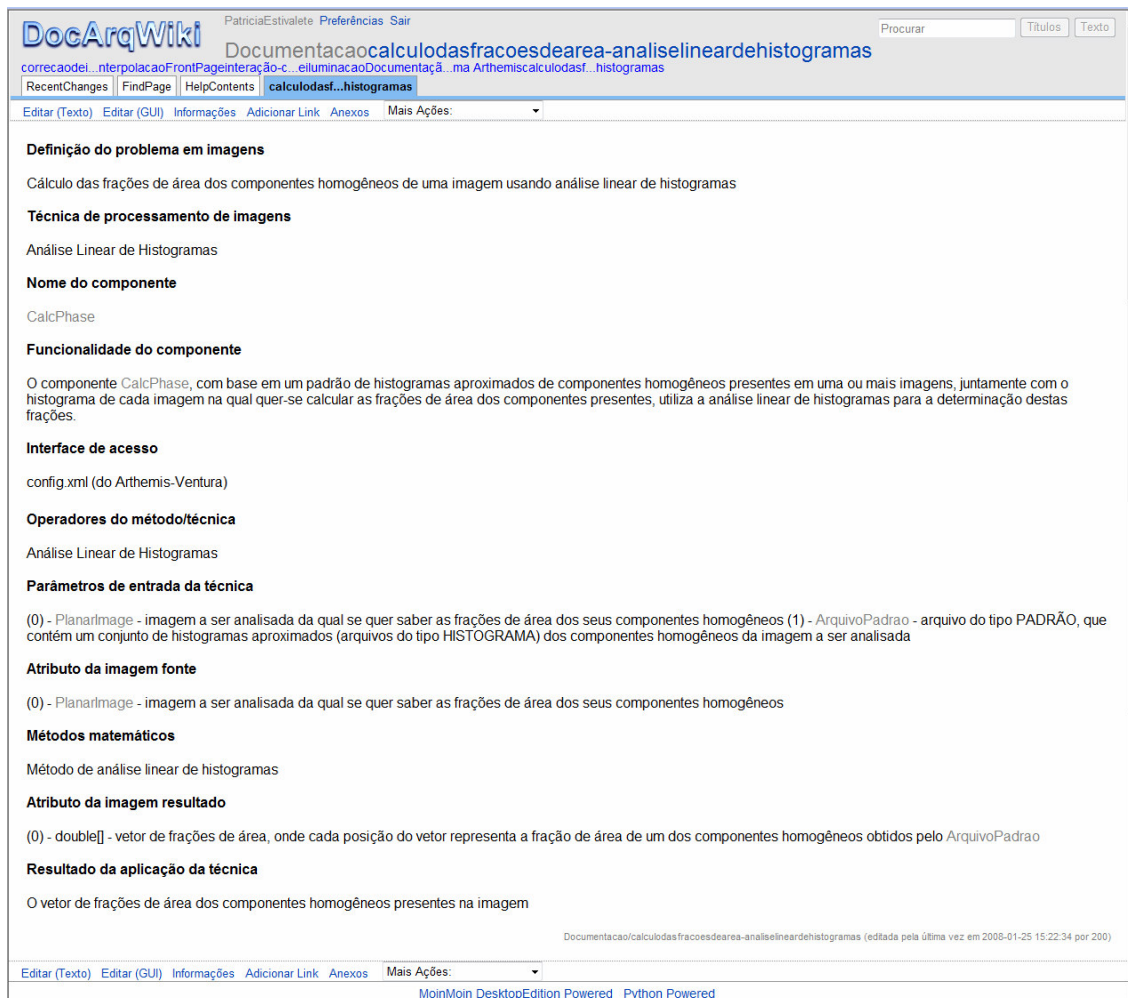 DocArqWiki
PatriciaEstivalete Preferências Sair
Procurar Títulos Texto
Documentacaocalculodasfracoesdearea-analiselineardehistogramas
correcaodei...nterpolacaoFrontPageinteração-c...eiluminacaoDocumentaçã...ma Arthemiscalculodasf...histogramas
RecentChanges FindPage HelpContents calculodasf...histogramas
Editar (Texto) Editar (GUI) Informações Adicionar Link Anexos Mais Ações:
Definição do problema em imagens
Cálculo das frações de área dos componentes homogêneos de uma imagem usando análise linear de histogramas
Técnica de processamento de imagens
Análise Linear de Histogramas
Nome do componente
CalcPhase
Funcionalidade do componente
O componente CalcPhase, com base em um padrão de histogramas aproximados de componentes homogêneos presentes em uma ou mais imagens, juntamente com o
histograma de cada imagem na qual quer-se calcular as frações de área dos componentes presentes, utiliza a análise linear de histogramas para a determinação destas
frações.
Interface de acesso
config.xml (do Arthemis-Ventura)
Operadores do método/técnica
Análise Linear de Histogramas
Parâmetros de entrada da técnica
(0) - PlanarImage - imagem a ser analisada da qual se quer saber as frações de área dos seus componentes homogêneos (1) - ArquivoPadrao - arquivo do tipo PADRÃO, que
contém um conjunto de histogramas aproximados (arquivos do tipo HISTOGRAMA) dos componentes homogêneos da imagem a ser analisada
Atributo da imagem fonte
(0) - PlanarImage - imagem a ser analisada da qual se quer saber as frações de área dos seus componentes homogêneos
Métodos matemáticos
Método de análise linear de histogramas
Atributo da imagem resultado
(0) - double[] - vetor de frações de área, onde cada posição do vetor representa a fração de área de um dos componentes homogêneos obtidos pelo ArquivoPadrao
Resultado da aplicação da técnica
O vetor de frações de área dos componentes homogêneos presentes na imagem
Documentacao/calculodasfracoesdearea-analiselineardehistogramas (editada pela última vez em 2008-01-25 15:22:34 por 200)
Editar (Texto) Editar (GUI) Informações Adicionar Link Anexos Mais Ações:
MoinMoin DesktopEdition Powered Python Powered